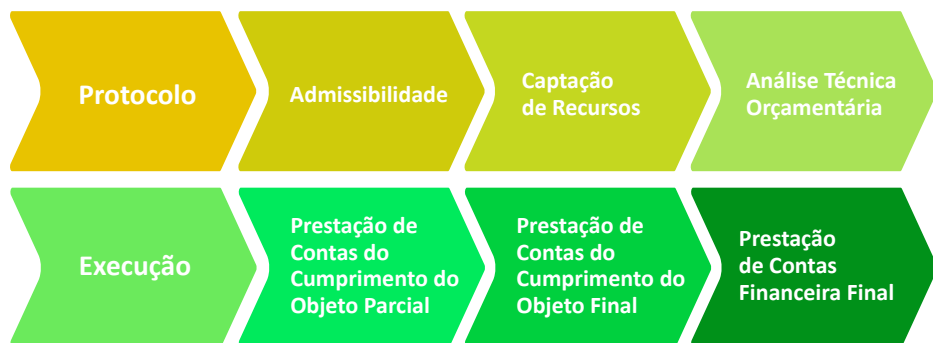 Protocolo
Admissibilidade
Captação
de Recursos
Análise Técnica
Orçamentária
Execução
Prestação de
Contas do
Cumprimento do
Objeto Parcial
Prestação de
Contas do
Cumprimento do
Objeto Final
Prestação
de Contas
Financeira Final